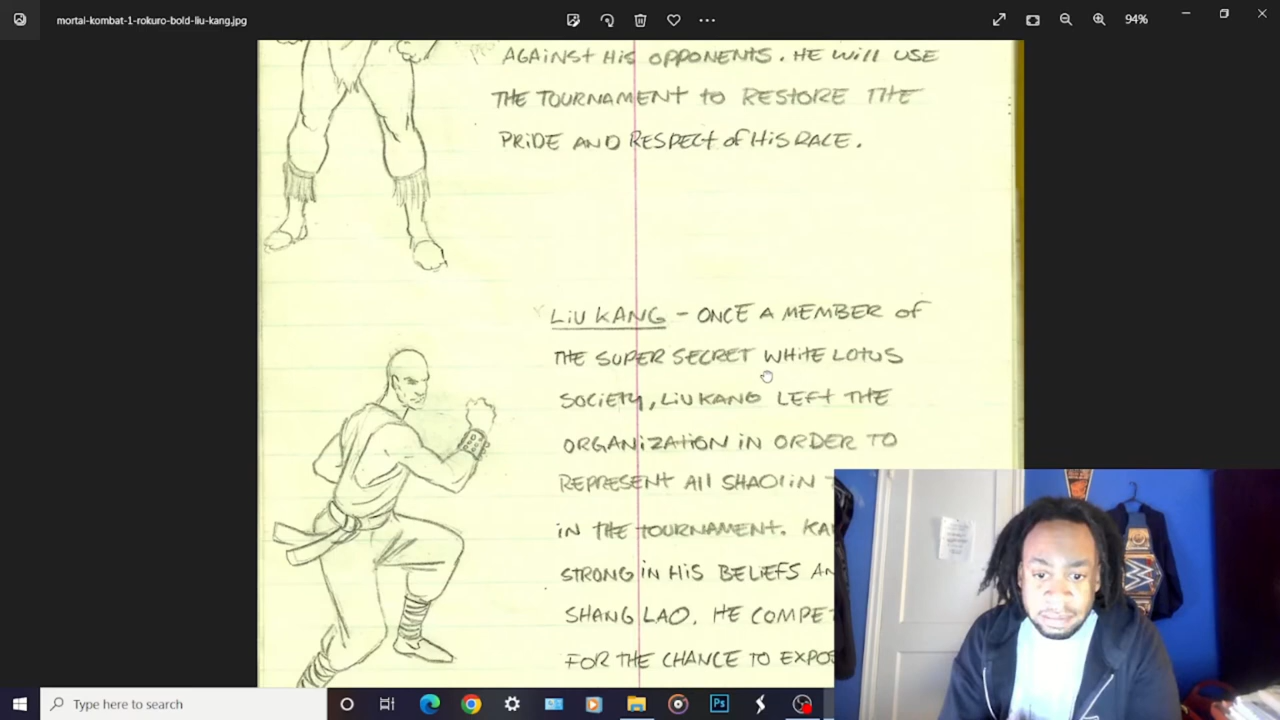 mortal-kombat-1-rokuro-bold-liu-kang.jpg
94%
AGAINST HIS OPPONENTS. HE WILL USE
THE TOURNAMENT TO RESTORE THE
PRIDE AND RESPECT OF HIS RACE.
LIU KANG - ONCE A MEMBER OF
THE SUPER SECRET WHITE LOTUS
SOCIETY, LIU KANG LEFT THE
ORGANIZATION IN ORDER TO
REPRESENT ALL SHAOLIN
IN THE TOURNAMENT.
STRONG IN HIS BELIEFS
SHANG LAO. HE
FOR THE CHANCE TO
Type here to search
Ps